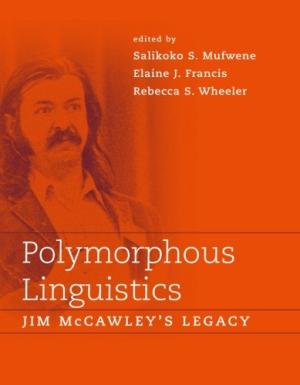 edited by
Salikoko S. Mufwene
Elaine J. Francis
Rebecca S. Wheeler
Polymorphous
Linguistics
JIM McCAWLEY'S LEGACY